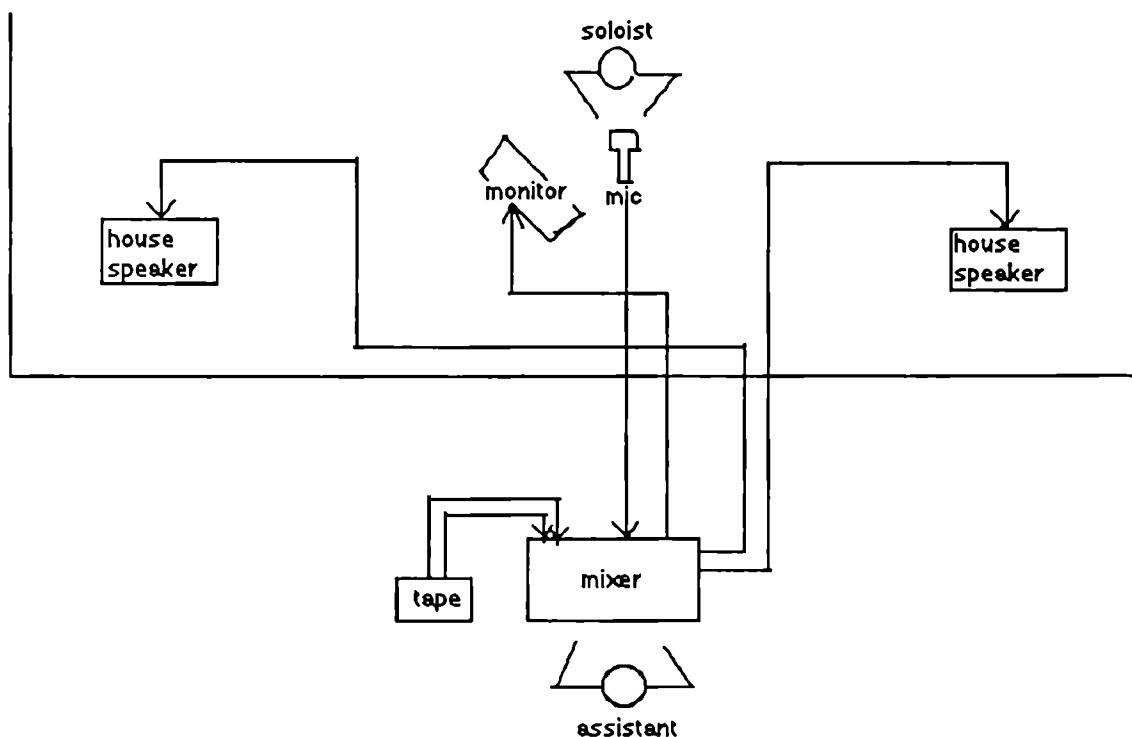 soloist
monitor
mic
house
speaker
house
speaker
tape
mixer
assistant